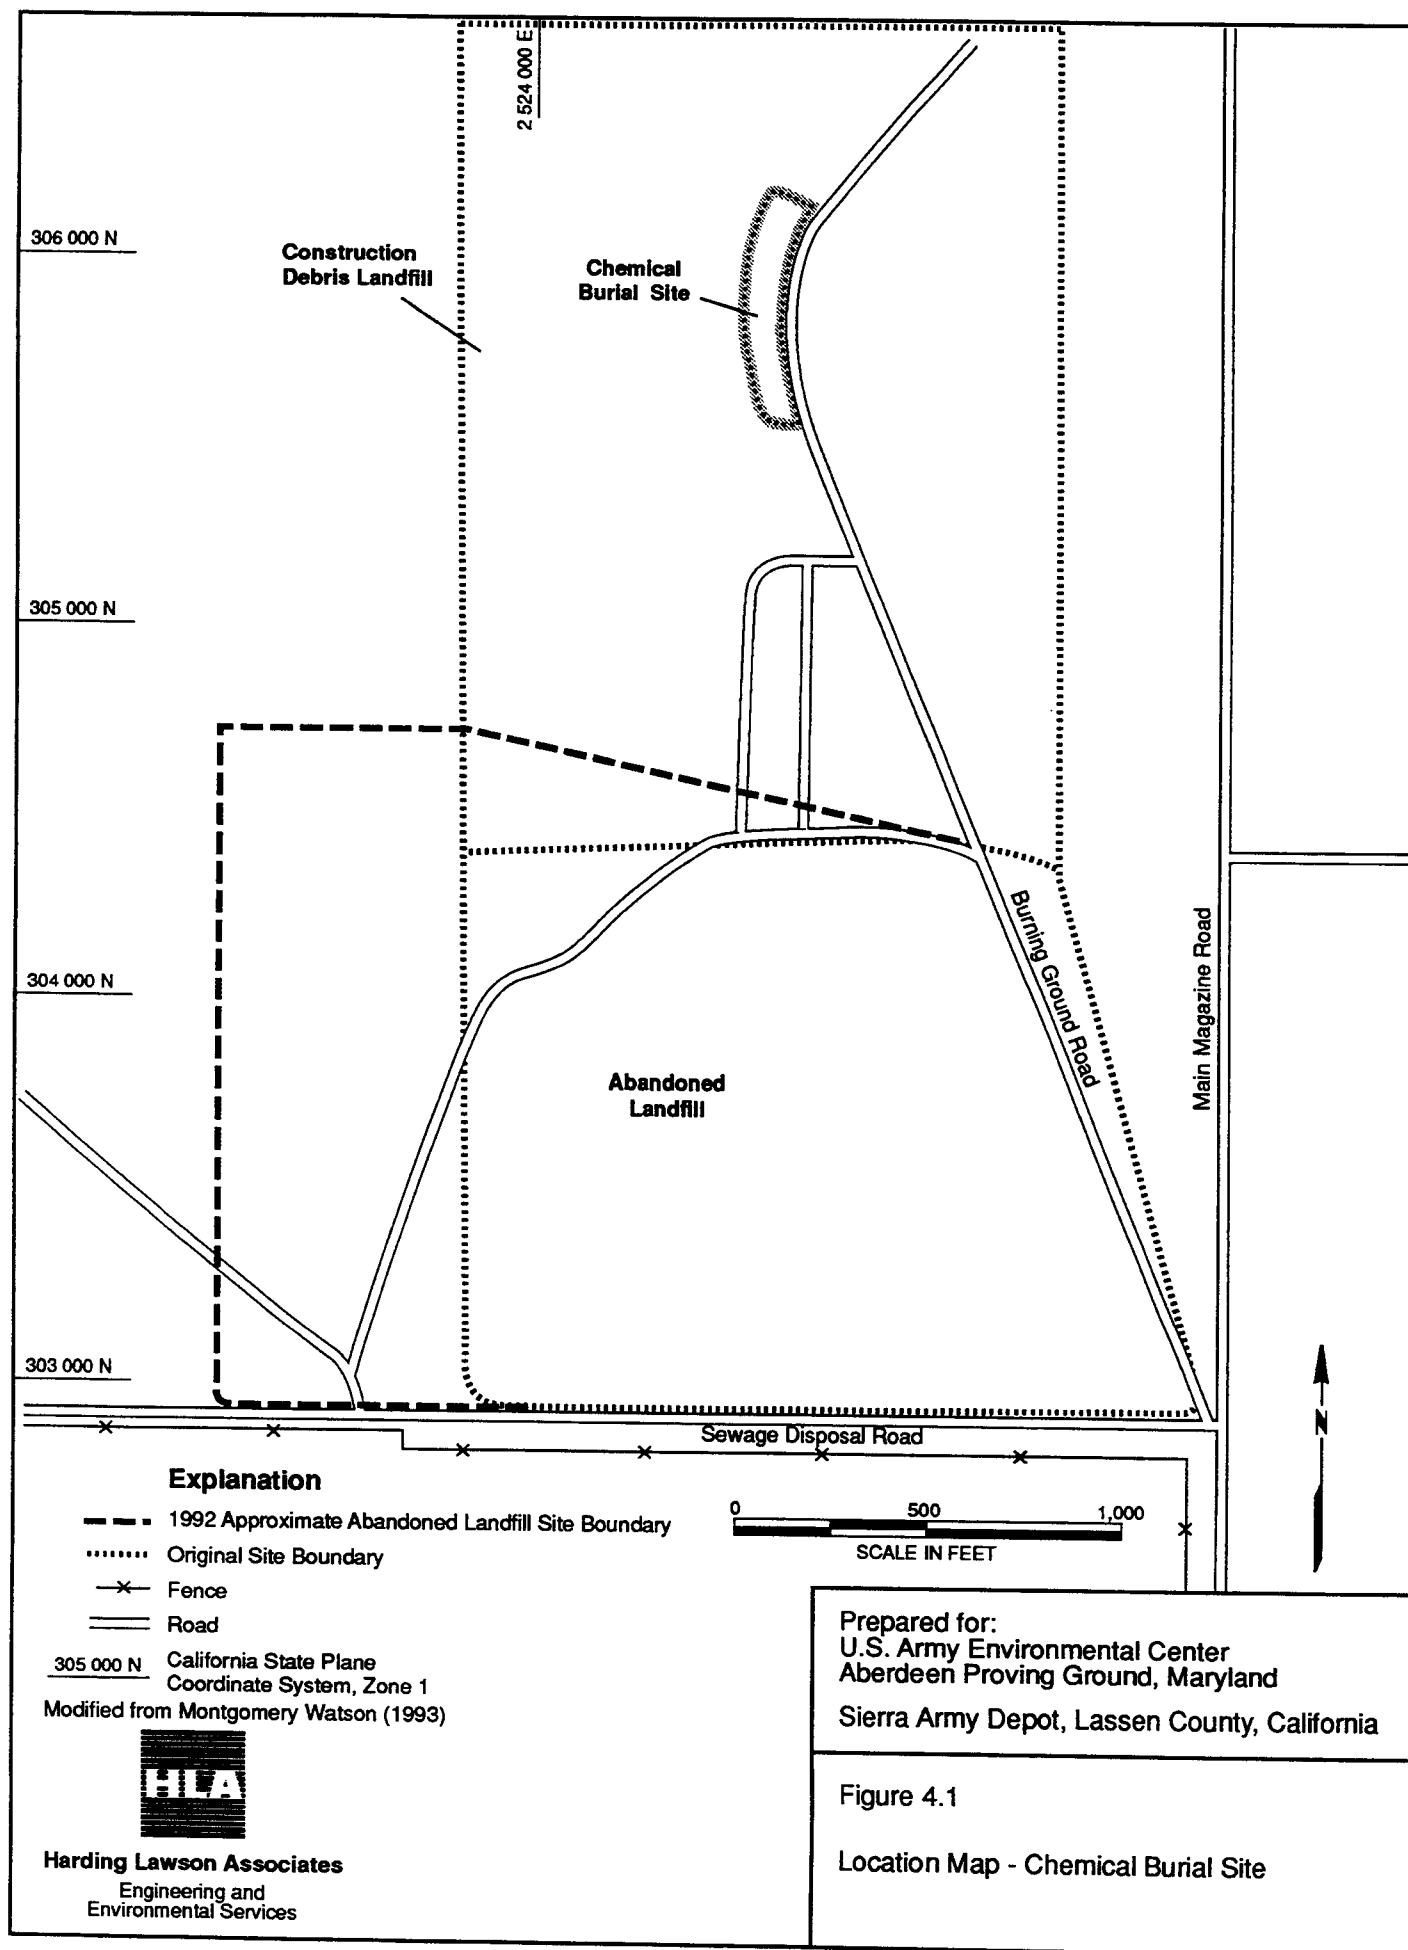 2 524 000 E
306 000 N
Construction
Debris Landfill
Chemical
Burial Site
305 000 N
304 000 N
Burning Ground Road
Main Magazine Road
Abandoned
Landfill
303 000 N
Sewage Disposal Road
N
Explanation
1992 Approximate Abandoned Landfill Site Boundary
Original Site Boundary
Fence
Road
305 000 N
California State Plane
Coordinate System, Zone 1
Modified from Montgomery Watson (1993)
0 500 1,000
SCALE IN FEET
HLA
Harding Lawson Associates
Engineering and
Environmental Services
Prepared for:
U.S. Army Environmental Center
Aberdeen Proving Ground, Maryland
Sierra Army Depot, Lassen County, California
Figure 4.1
Location Map - Chemical Burial Site